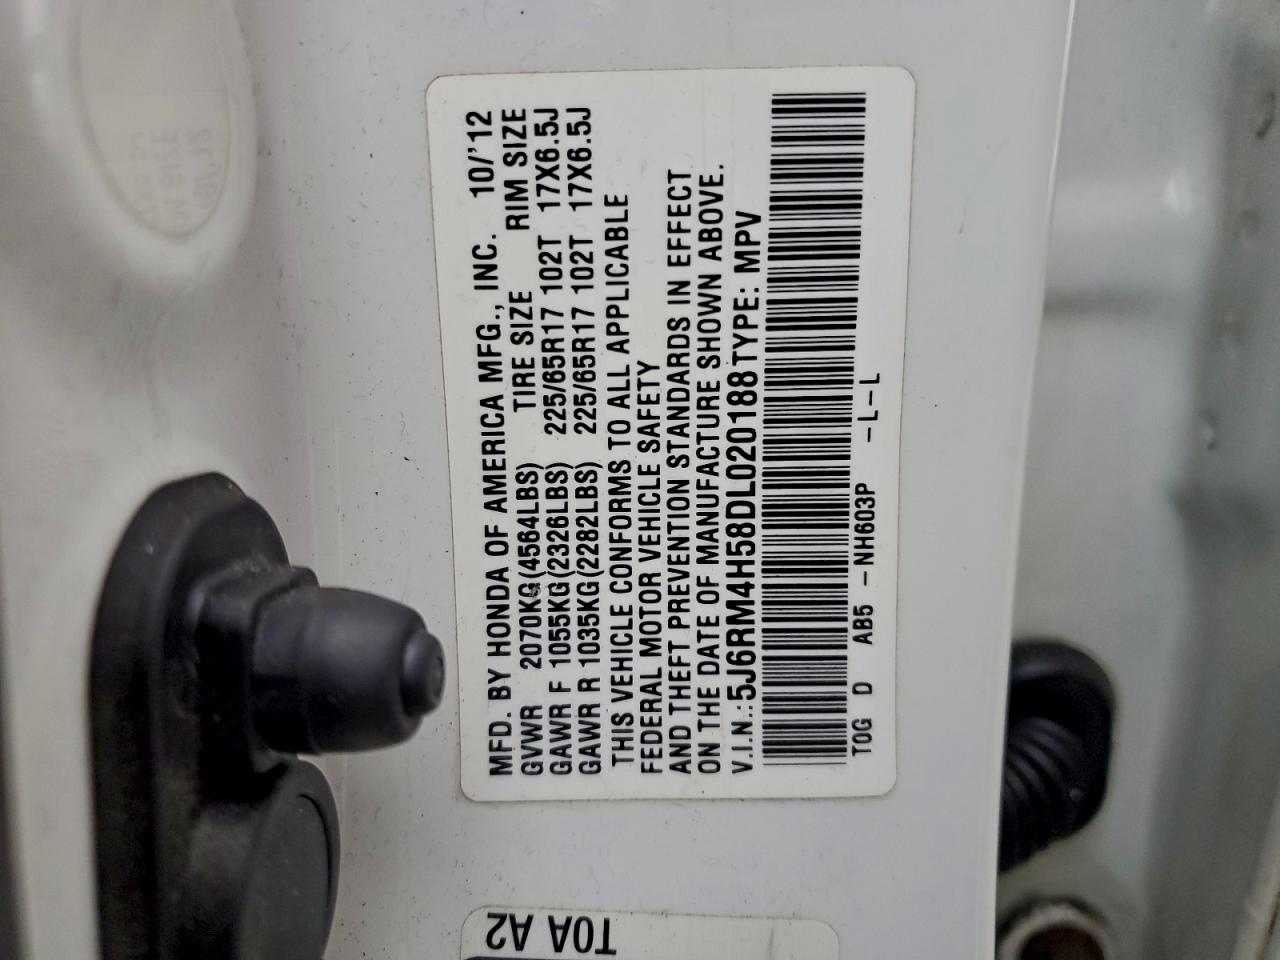 MFD. BY HONDA OF AMERICA MFG., INC. 10/'12
GVWR 2070KG(4564LBS) TIRE SIZE RIM SIZE
GAWR F 1055KG(2326LBS) 225/65R17 102T 17X6.5J
GAWR R 1035KG(2282LBS) 225/65R17 102T 17X6.5J
THIS VEHICLE CONFORMS TO ALL APPLICABLE
FEDERAL MOTOR VEHICLE SAFETY
AND THEFT PREVENTION STANDARDS IN EFFECT
ON THE DATE OF MANUFACTURE SHOWN ABOVE.
V.I.N.: 5J6RM4H58DL020188 TYPE: MPV
TOG D AB5 -NH603P -L-L
TOA A2